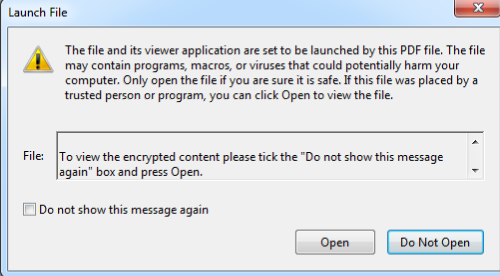 Launch File
The file and its viewer application are set to be launched by this PDF file. The file
may contain programs, macros, or viruses that could potentially harm your
computer. Only open the file if you are sure it is safe. If this file was placed by a
trusted person or program, you can click Open to view the file.
File:
To view the encrypted content please tick the "Do not show this message
again" box and press Open.
Do not show this message again
Open
Do Not Open